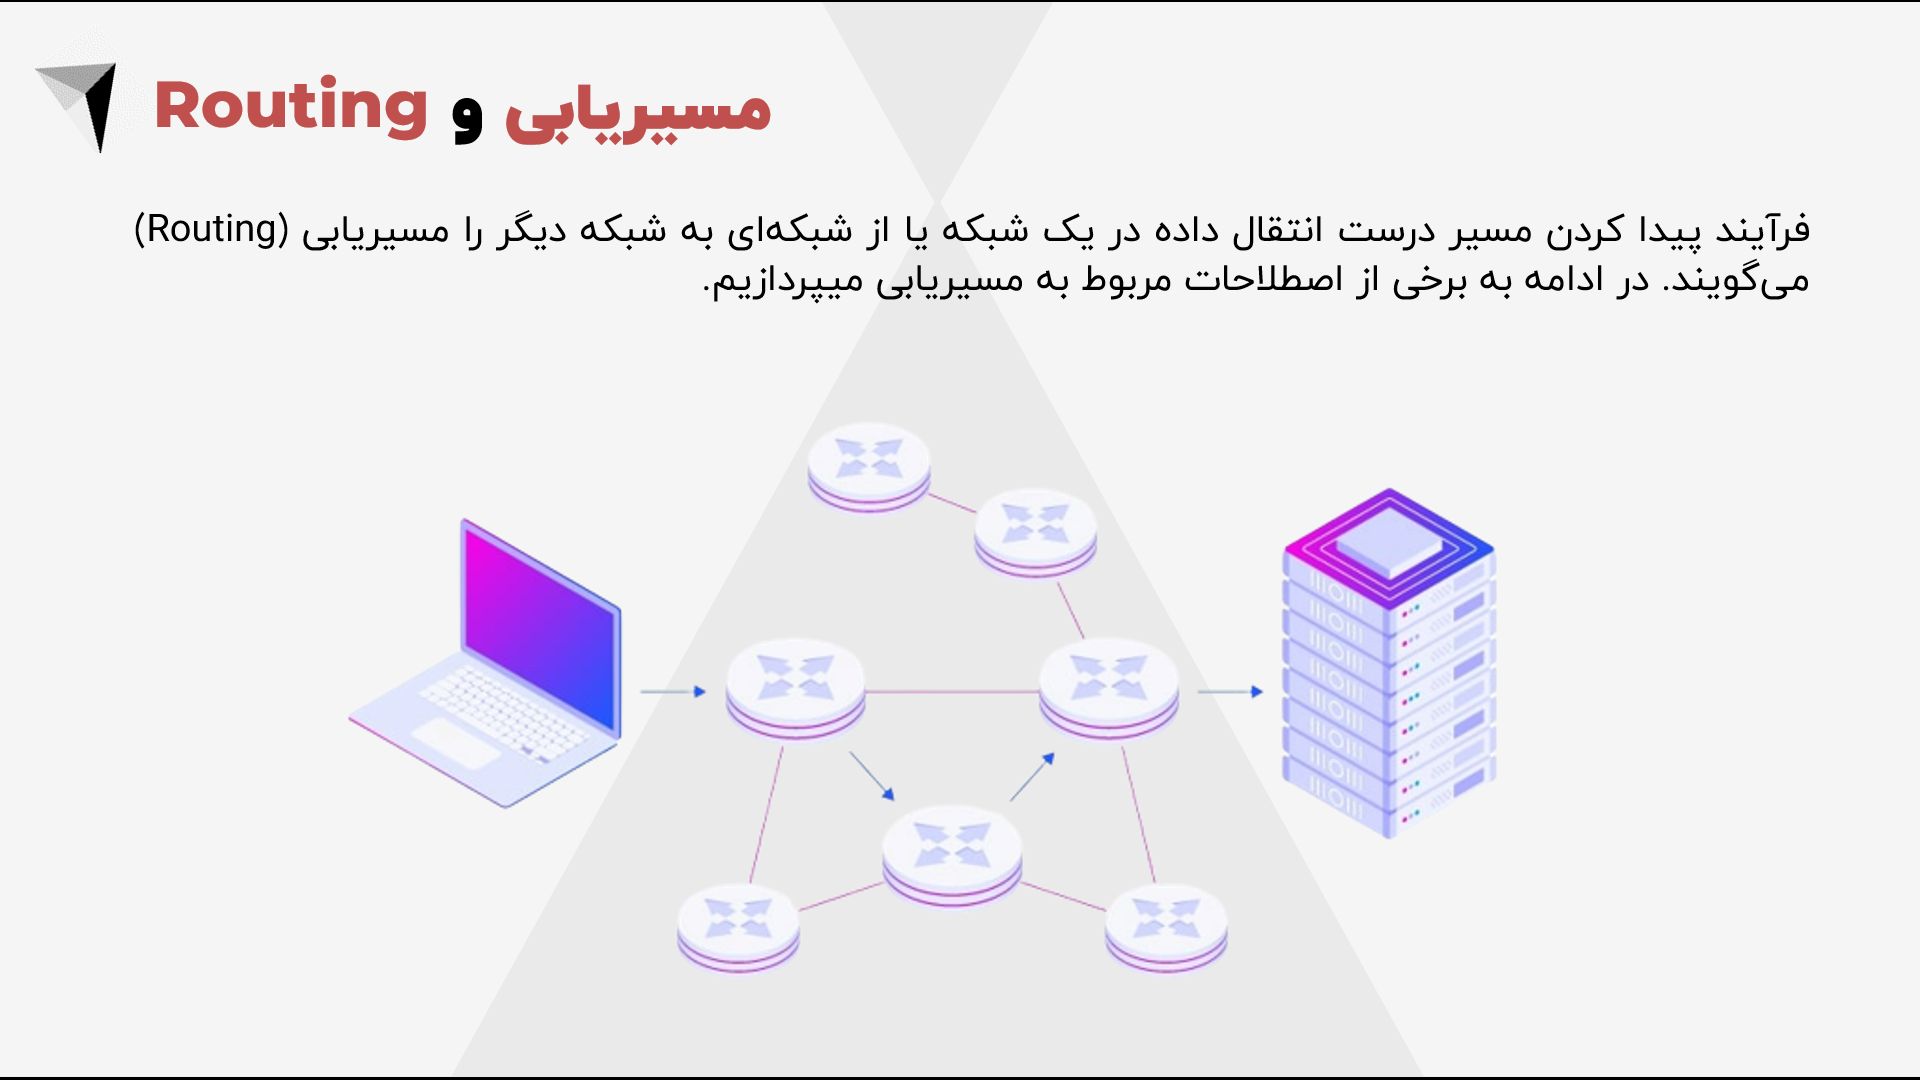 مسیریابی و Routing
فرآیند پیدا کردن مسیر درست انتقال داده در یک شبکه یا از شبکه‌ای به شبکه دیگر را مسیریابی (Routing)
می‌گویند. در ادامه به برخی از اصطلاحات مربوط به مسیریابی میپردازیم.